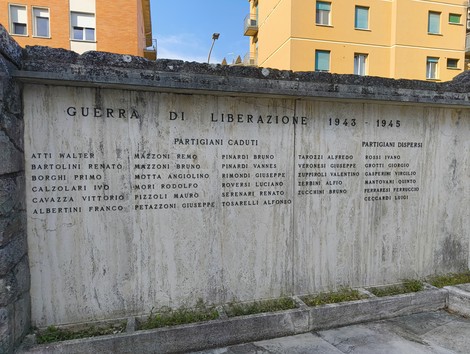 GUERRA DI LIBERAZIONE 1943 - 1945
PARTIGIANI CADUTI
ATTI WALTER
BARTOLINI RENATO
BORGHI PRIMO
CALZOLARI IVO
CAVAZZA VITTORIO
ALBERTINI FRANCO
MAZZONI REMO
MAZZONI BRUNO
MOTTA ANGIOLINO
MORI RODOLFO
PIZZOLI MAURO
PETAZZONI GIUSEPPE
PINARDI BRUNO
PINARDI VANNES
RIMONDI GIUSEPPE
ROVERSI LUCIANO
SERENARI RENATO
TOSARELLI ALFONSO
TAROZZI ALFREDO
VERONESI GIUSEPPE
ZUPPIROLI VALENTINO
ZERBINI ALFIO
ZUCCHINI BRUNO
PARTIGIANI DISPERSI
ROSSI IVANO
GROTTI GIORGIO
GASPERINI VIRGILIO
MANTOVANI QUINTO
FERRARESI FERRUCCIO
CECCARDI LUIGI